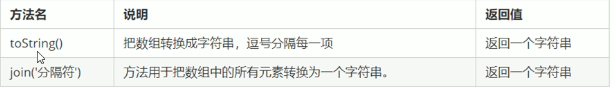 方法名 说明 返回值
toString() 把数组转换成字符串，逗号分隔每一项 返回一个字符串
join('分隔符') 方法用于把数组中的所有元素转换为一个字符串。 返回一个字符串